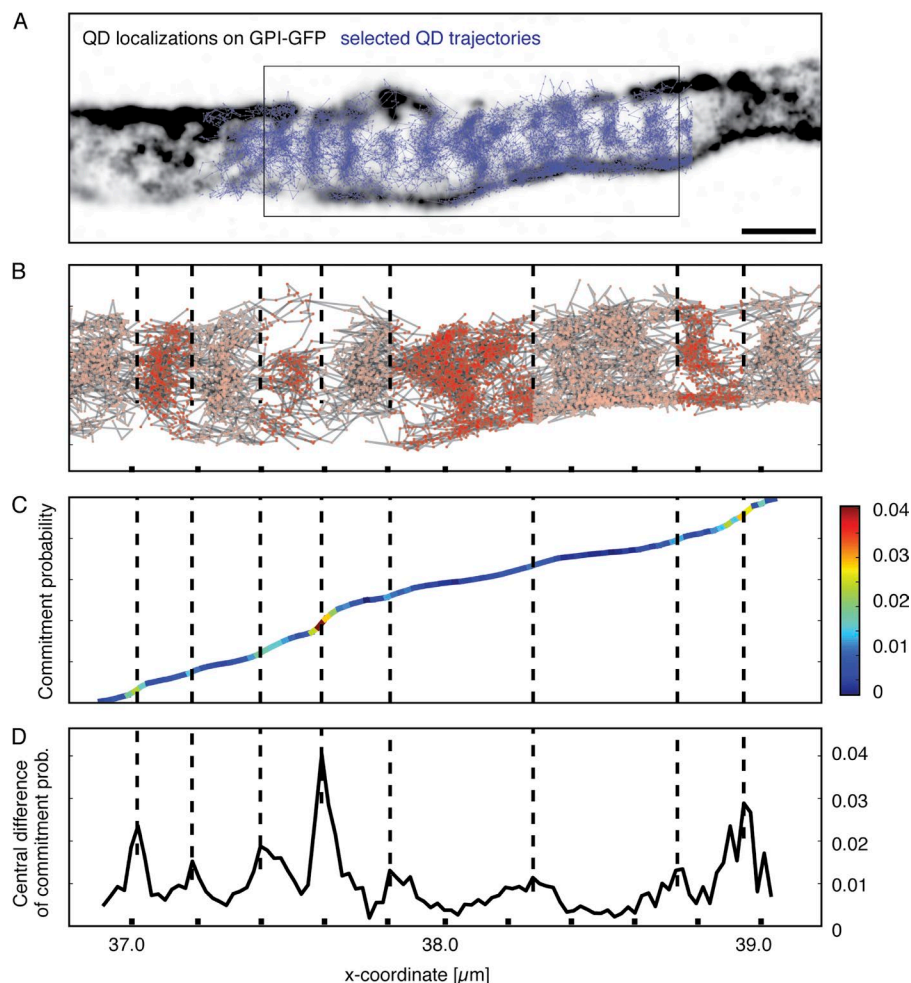 A
QD localizations on GPI-GFP selected QD trajectories
B
C
Commitment probability
0.04
0.03
0.02
0.01
0
D
Central difference
of commitment prob.
0.04
0.03
0.02
0.01
0
37.0 38.0 39.0
x-coordinate [μm]